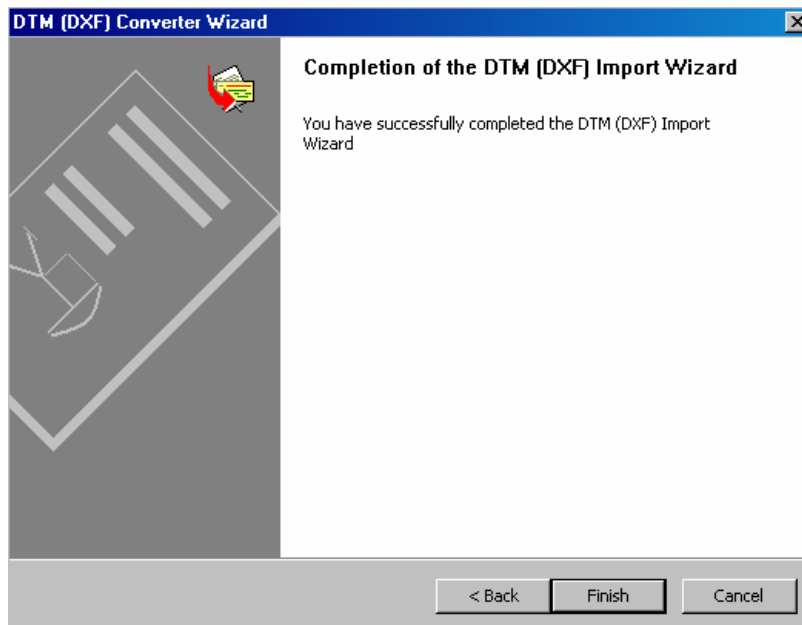 DTM (DXF) Converter Wizard
Completion of the DTM (DXF) Import Wizard
You have successfully completed the DTM (DXF) Import
Wizard
< Back
Finish
Cancel